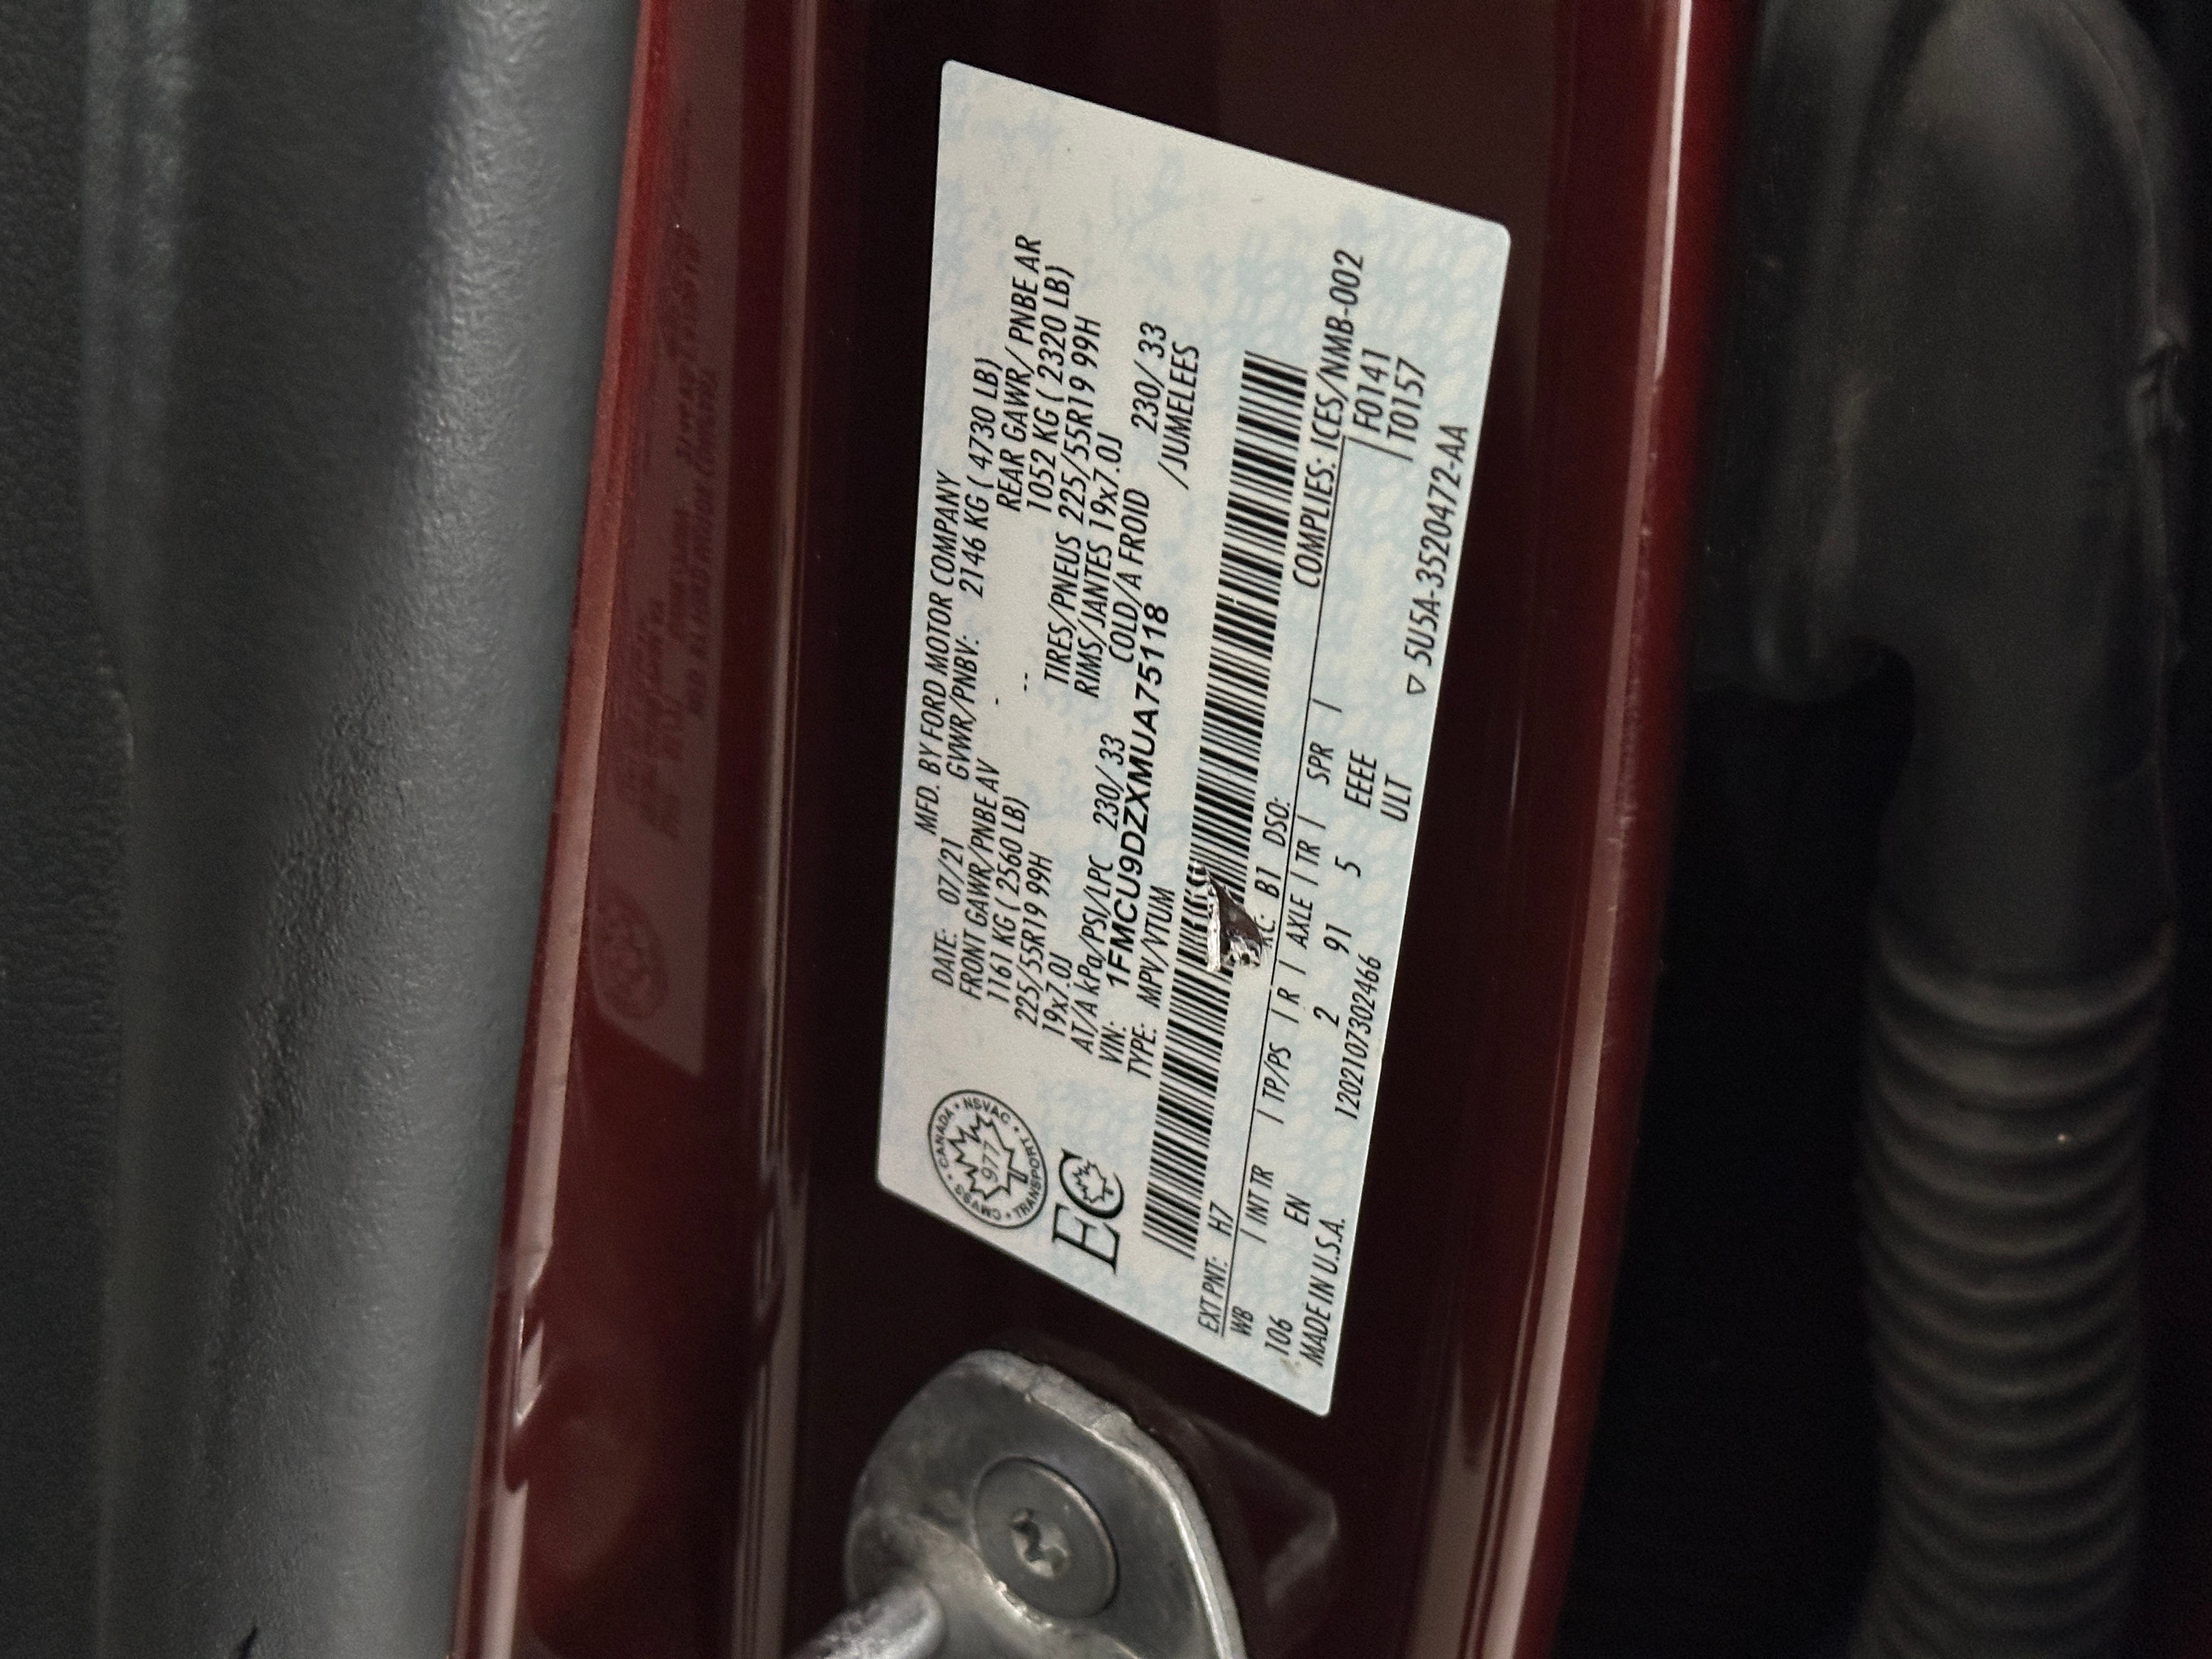 MFD. BY FORD MOTOR COMPANY
DATE: 07/21 GVWR/PNBV: 2146 KG ( 4730 LB)
FRONT GAWR/PNBE AV - REAR GAWR/ PNBE AR
1161 KG ( 2560 LB) -- 1052 KG ( 2320 LB)
225/55R19 99H TIRES/PNEUS 225/55R19 99H
19x7.0J RIMS/JANTES 19x7.0J
AT/A kPa/PSI/LPC 230/ 33 COLD/A FROID 230/ 33
VIN: 1FMCU9DZXMUA75118 /JUMELEES
TYPE: MPV/VTUM
CANADA • NSVAC • TRANSPORT • CMVSS •
977
EC
COMPLIES: ICES/NMB-002
EXT PNT: H7 RC: B1 DSO: F0141
WB | INT TR | TP/PS | R | AXLE | TR | SPR | T0157
106 EN 2 91 5 EEEE
MADE IN U.S.A. 1202107302466 ULT
▽ 5U5A-3520472-AA